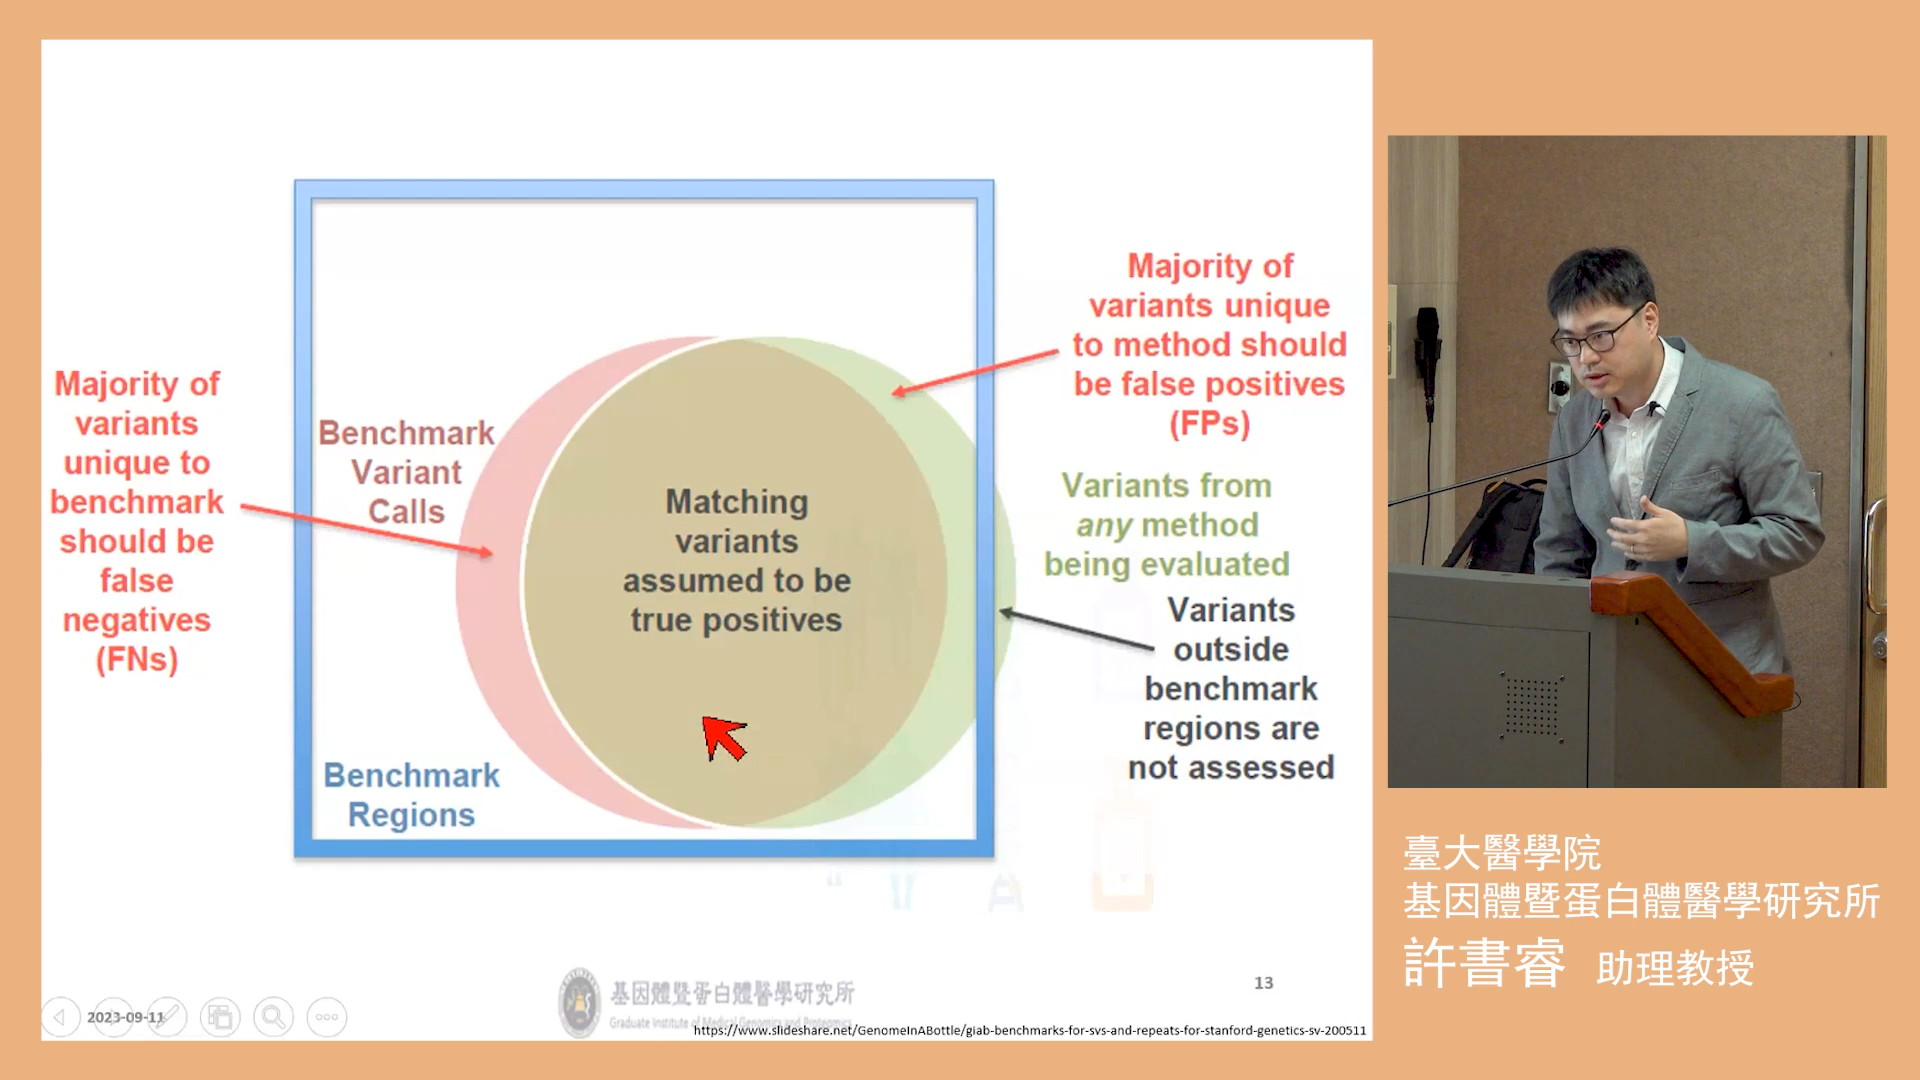 Majority of
variants
unique to
benchmark
should be
false
negatives
(FNs)
Benchmark
Variant
Calls
Matching
variants
assumed to be
true positives
Benchmark
Regions
Majority of
variants unique
to method should
be false positives
(FPs)
Variants from
any method
being evaluated
Variants
outside
benchmark
regions are
not assessed
2023-09-11
基因體暨蛋白體醫學研究所
Graduate Institute of Medical Genomics and Proteomics
13
https://www.slideshare.net/GenomeInABottle/giab-benchmarks-for-svs-and-repeats-for-stanford-genetics-sv-200511
臺大醫學院
基因體暨蛋白體醫學研究所
許書睿 助理教授